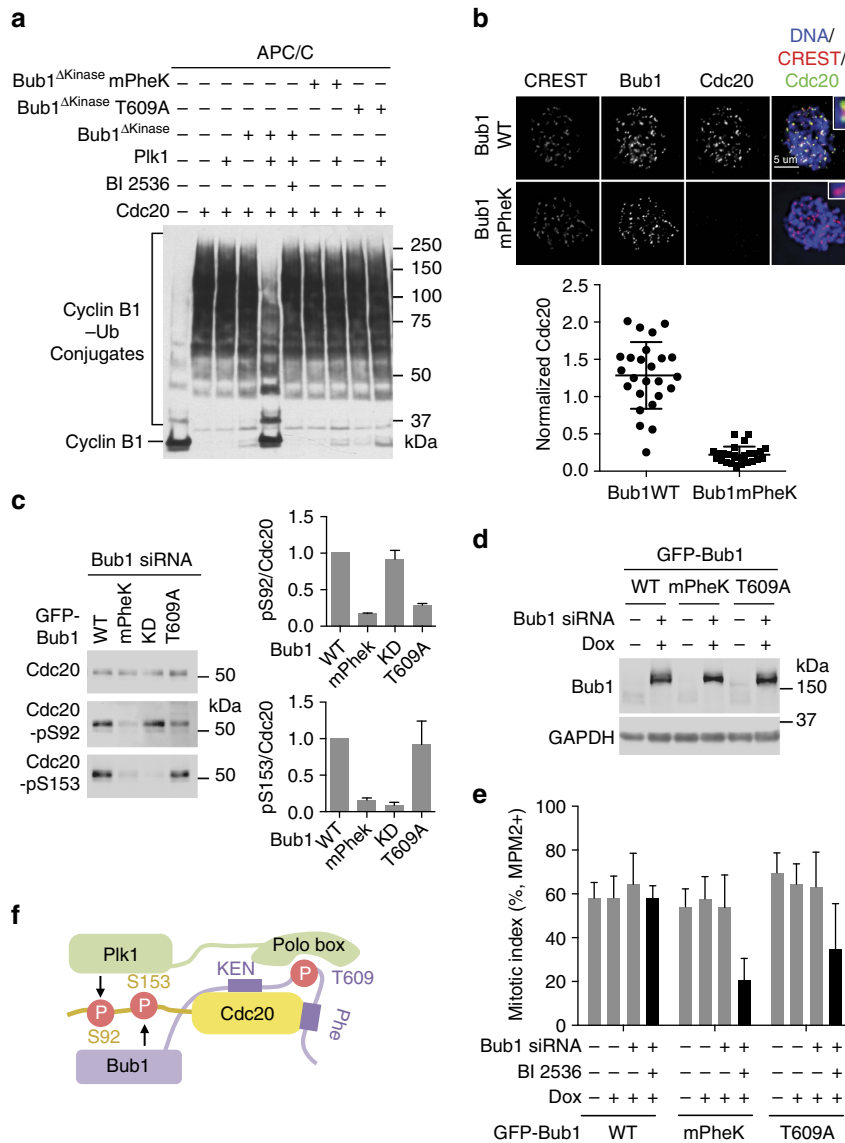 a
APC/C
Bub1ΔKinase mPheK – – – – – – + + – –
Bub1ΔKinase T609A – – – – – – – – + +
Bub1ΔKinase – – – + + + – – – –
Plk1 – – + – + + – + – +
BI 2536 – – – – – + – – – –
Cdc20 – + + + + + + + + +
250
150
100
75
50
37
kDa
Cyclin B1
–Ub
Conjugates
Cyclin B1
b
DNA/
CREST/
Cdc20
CREST Bub1 Cdc20
Bub1
WT
5 um
Bub1
mPheK
Normalized Cdc20
2.5
2.0
1.5
1.0
0.5
0.0
Bub1WT Bub1mPheK
c
Bub1 siRNA
GFP-
Bub1
WT mPheK KD T609A
Cdc20
50
kDa
Cdc20
-pS92
50
Cdc20
-pS153
50
pS92/Cdc20
1.5
1.0
0.5
0.0
Bub1
WT mPhek KD T609A
pS153/Cdc20
1.5
1.0
0.5
0.0
Bub1
WT mPhek KD T609A
d
GFP-Bub1
WT mPheK T609A
Bub1 siRNA – + – + – +
Dox – + – + – +
kDa
Bub1
150
37
GAPDH
e
Mitotic index (%, MPM2+)
100
80
60
40
20
0
Bub1 siRNA – – + + – – + + – – + +
BI 2536 – – – + – – – + – – – +
Dox – + + + – + + + – + + +
GFP-Bub1 WT mPheK T609A
f
Plk1
Polo box
KEN
P
T609
S153
P
P
S92
Cdc20
Phe
Bub1